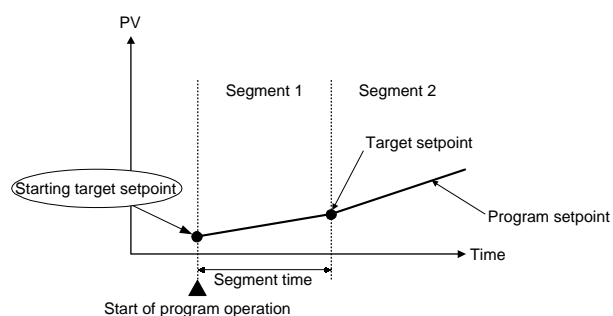 PV
Segment 1
Segment 2
Target setpoint
Starting target setpoint
Program setpoint
Time
Segment time
Start of program operation